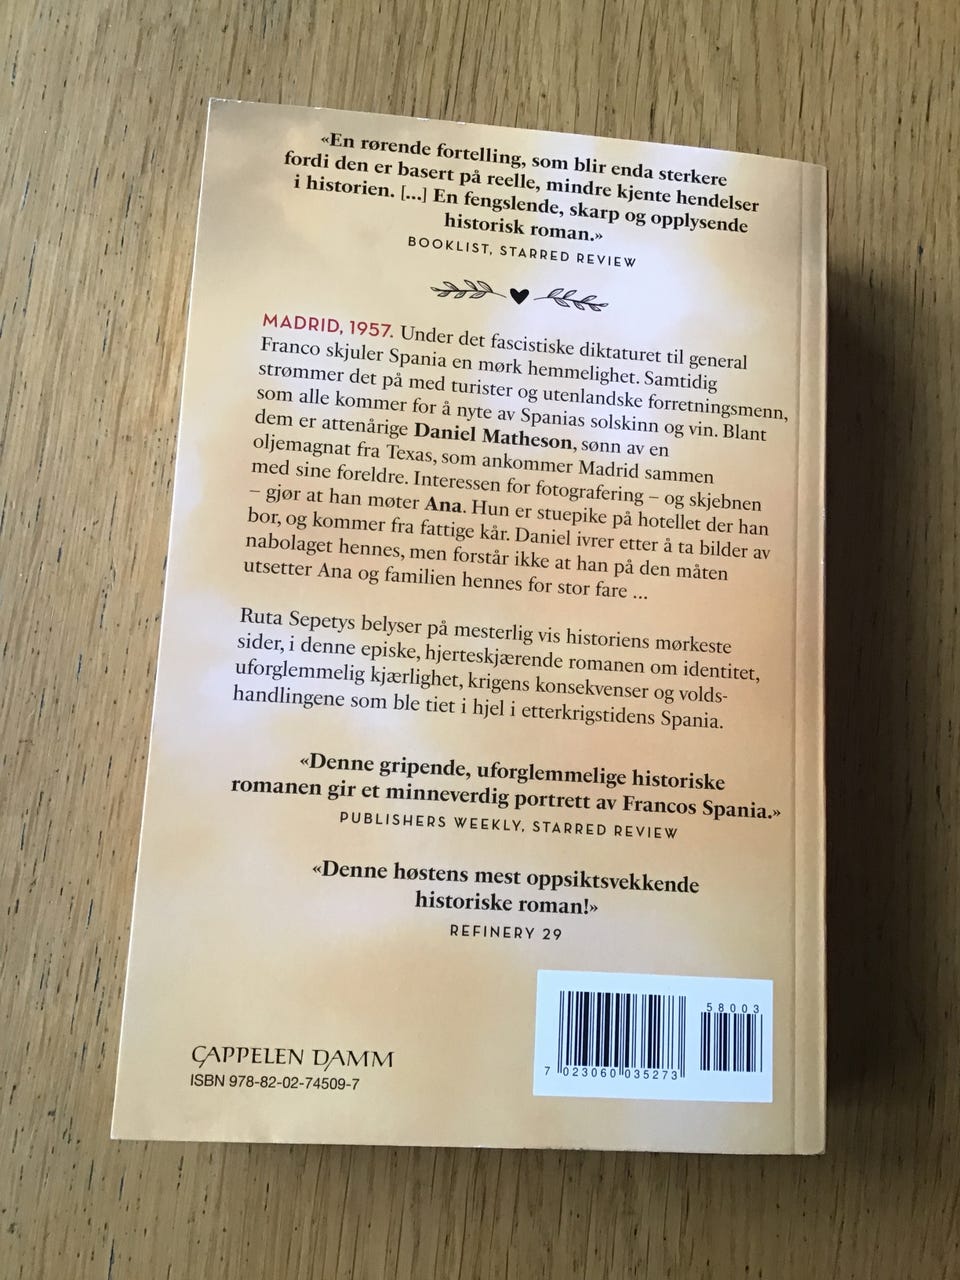 «En rørende fortelling, som blir enda sterkere
fordi den er basert på reelle, mindre kjente hendelser
i historien. [...] En fengslende, skarp og opplysende
historisk roman.»
BOOKLIST, STARRED REVIEW
MADRID, 1957. Under det fascistiske diktaturet til general
Franco skjuler Spania en mørk hemmelighet. Samtidig
strømmer det på med turister og utenlandske forretningsmenn,
som alle kommer for å nyte av Spanias solskinn og vin. Blant
dem er attenårige Daniel Matheson, sønn av en
oljemagnat fra Texas, som ankommer Madrid sammen
med sine foreldre. Interessen for fotografering – og skjebnen
– gjør at han møter Ana. Hun er stuepike på hotellet der han
bor, og kommer fra fattige kår. Daniel ivrer etter å ta bilder av
nabolaget hennes, men forstår ikke at han på den måten
utsetter Ana og familien hennes for stor fare ...
Ruta Sepetys belyser på mesterlig vis historiens mørkeste
sider, i denne episke, hjerteskjærende romanen om identitet,
uforglemmelig kjærlighet, krigens konsekvenser og volds-
handlingene som ble tiet i hjel i etterkrigstidens Spania.
«Denne gripende, uforglemmelige historiske
romanen gir et minneverdig portrett av Francos Spania.»
PUBLISHERS WEEKLY, STARRED REVIEW
«Denne høstens mest oppsiktsvekkende
historiske roman!»
REFINERY 29
CAPPELEN DAMM
ISBN 978-82-02-74509-7
58003
7 023060 035273